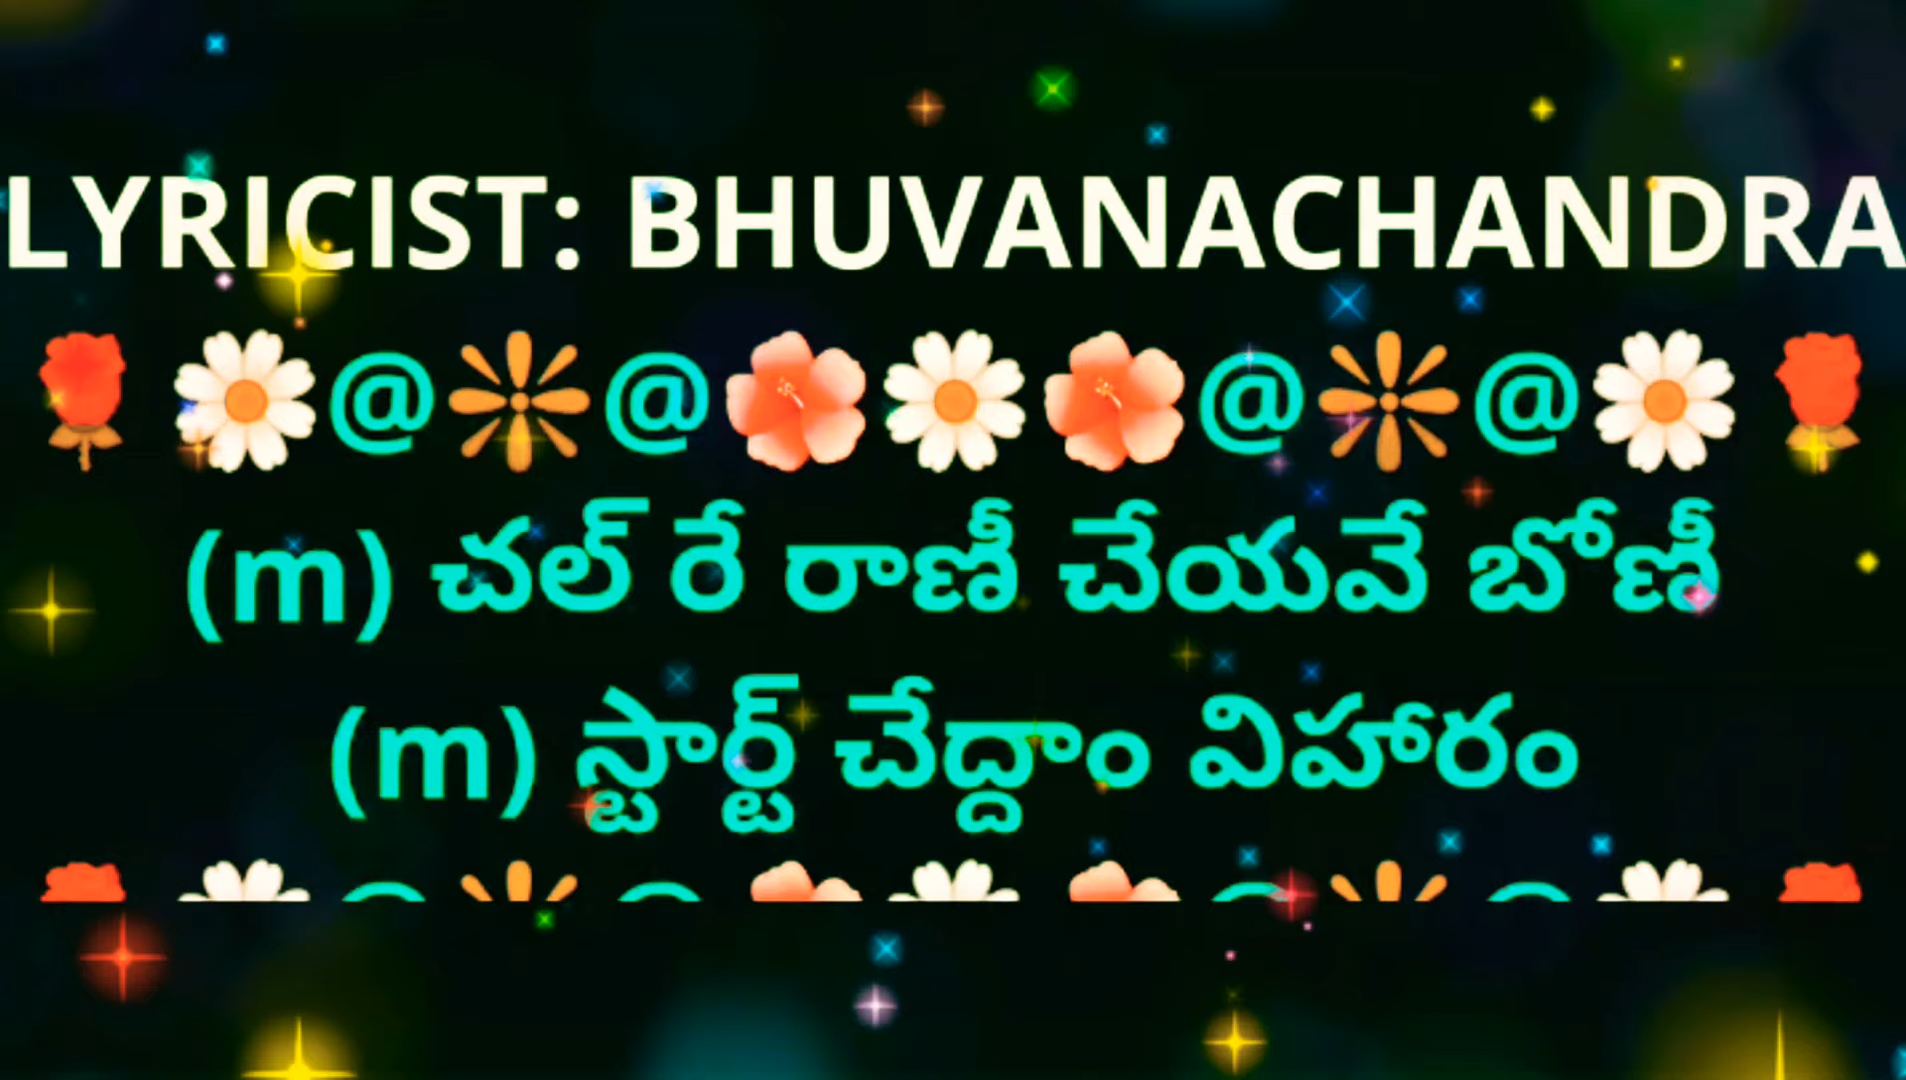 LYRICIST: BHUVANACHANDRA
🌹 🌼@❇@🌺🌼🌺@❇@🌼 🌹
(m) చల్ రే రాణీ చేయవే బోణీ
(m) స్టార్ట్ చేద్దాం విహారం